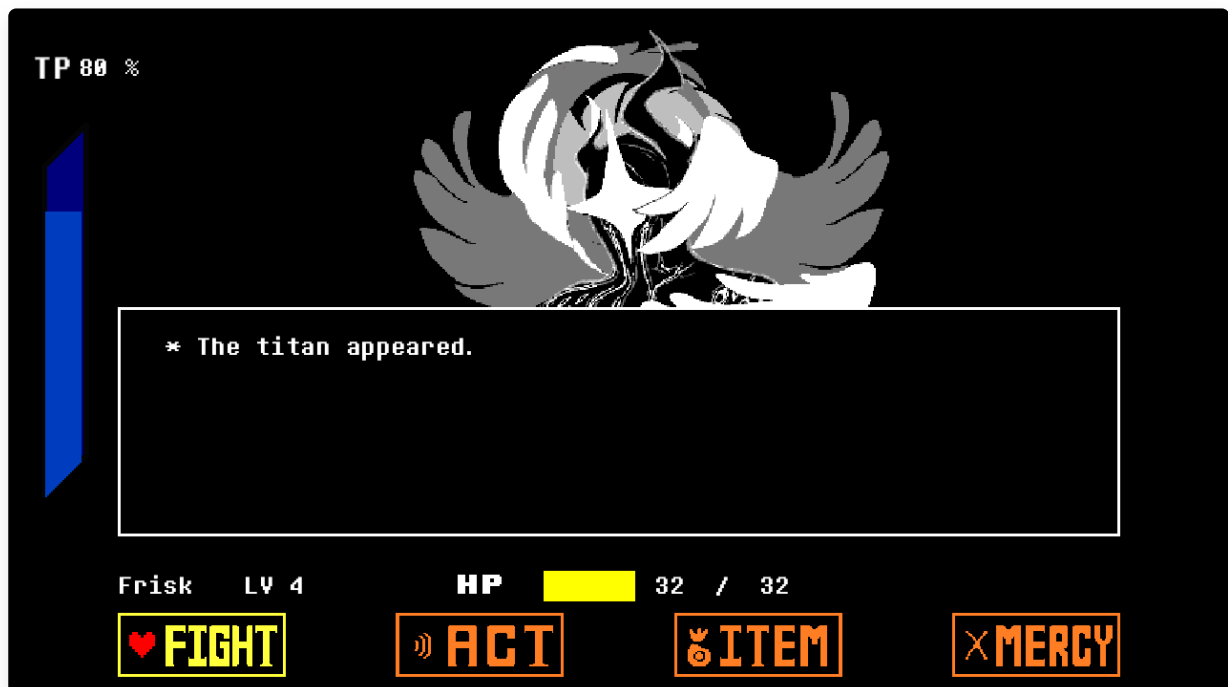 TP 80 %
* The titan appeared.
Frisk LV 4 HP 32 / 32
FIGHT ACT ITEM MERCY